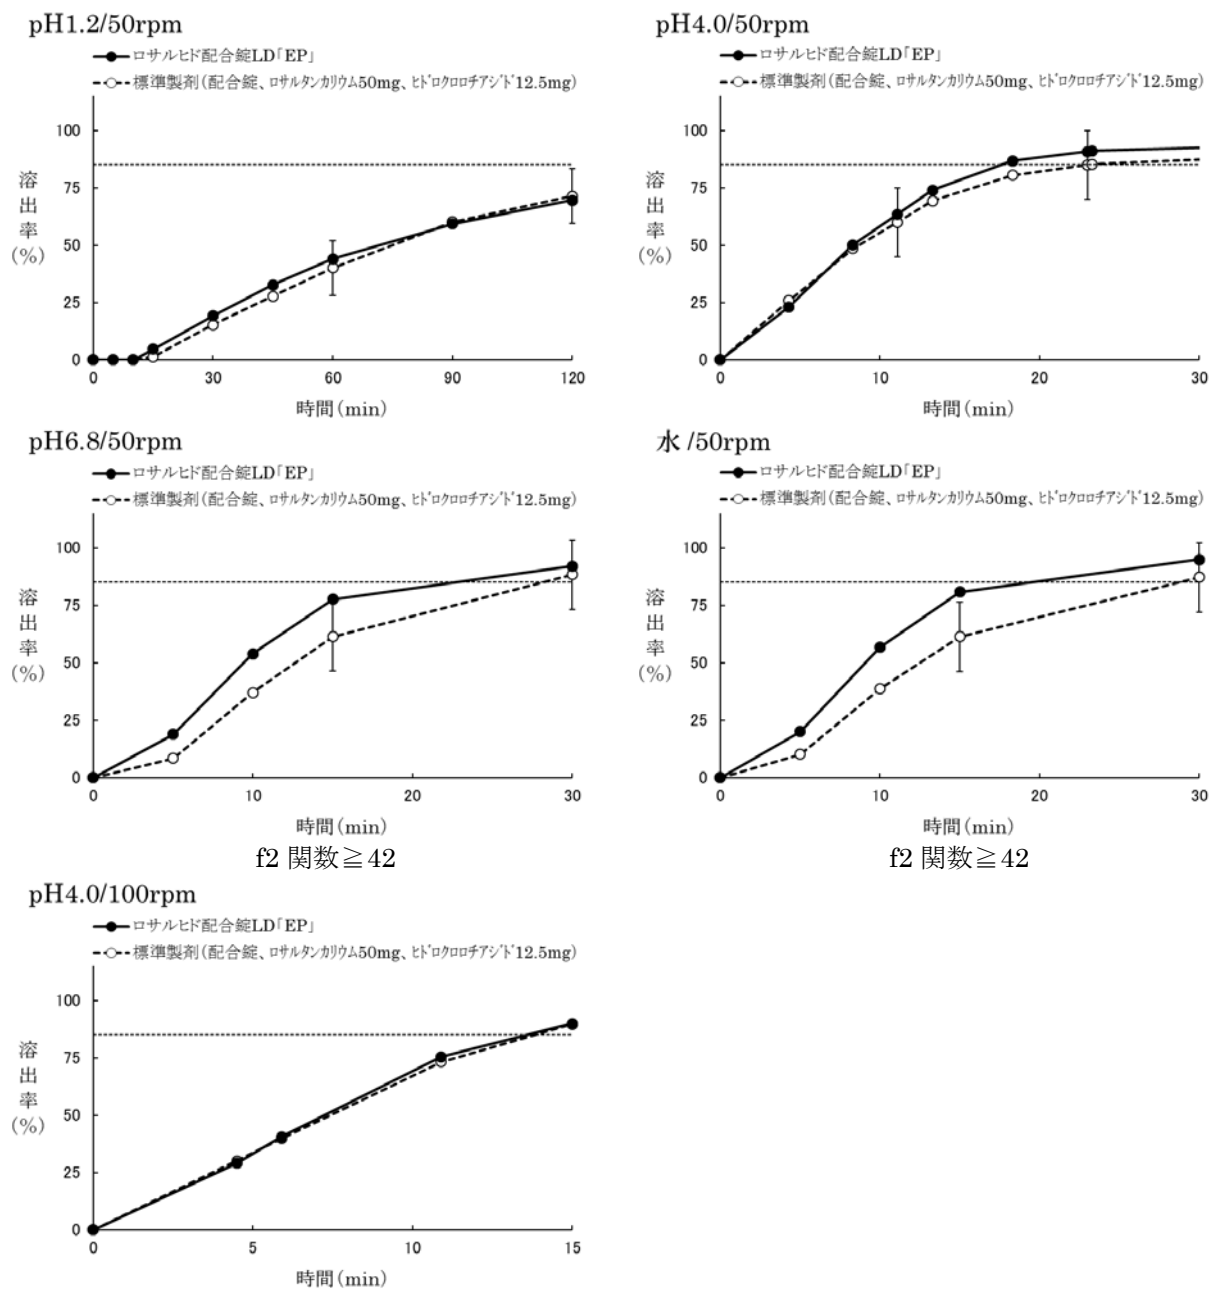 pH1.2/50rpm
ロサルヒド配合錠LD「EP」
標準製剤(配合錠、ロサルタンカリウム50mg、ヒドロクロロチアジド12.5mg)
100
75
50
25
0
溶出率(%)
0 30 60 90 120
時間(min)
pH4.0/50rpm
ロサルヒド配合錠LD「EP」
標準製剤(配合錠、ロサルタンカリウム50mg、ヒドロクロロチアジド12.5mg)
100
75
50
25
0
溶出率(%)
0 10 20 30
時間(min)
pH6.8/50rpm
ロサルヒド配合錠LD「EP」
標準製剤(配合錠、ロサルタンカリウム50mg、ヒドロクロロチアジド12.5mg)
100
75
50
25
0
溶出率(%)
0 10 20 30
時間(min)
f2 関数≧42
水 /50rpm
ロサルヒド配合錠LD「EP」
標準製剤(配合錠、ロサルタンカリウム50mg、ヒドロクロロチアジド12.5mg)
100
75
50
25
0
溶出率(%)
0 10 20 30
時間(min)
f2 関数≧42
pH4.0/100rpm
ロサルヒド配合錠LD「EP」
標準製剤(配合錠、ロサルタンカリウム50mg、ヒドロクロロチアジド12.5mg)
100
75
50
25
0
溶出率(%)
0 5 10 15
時間(min)